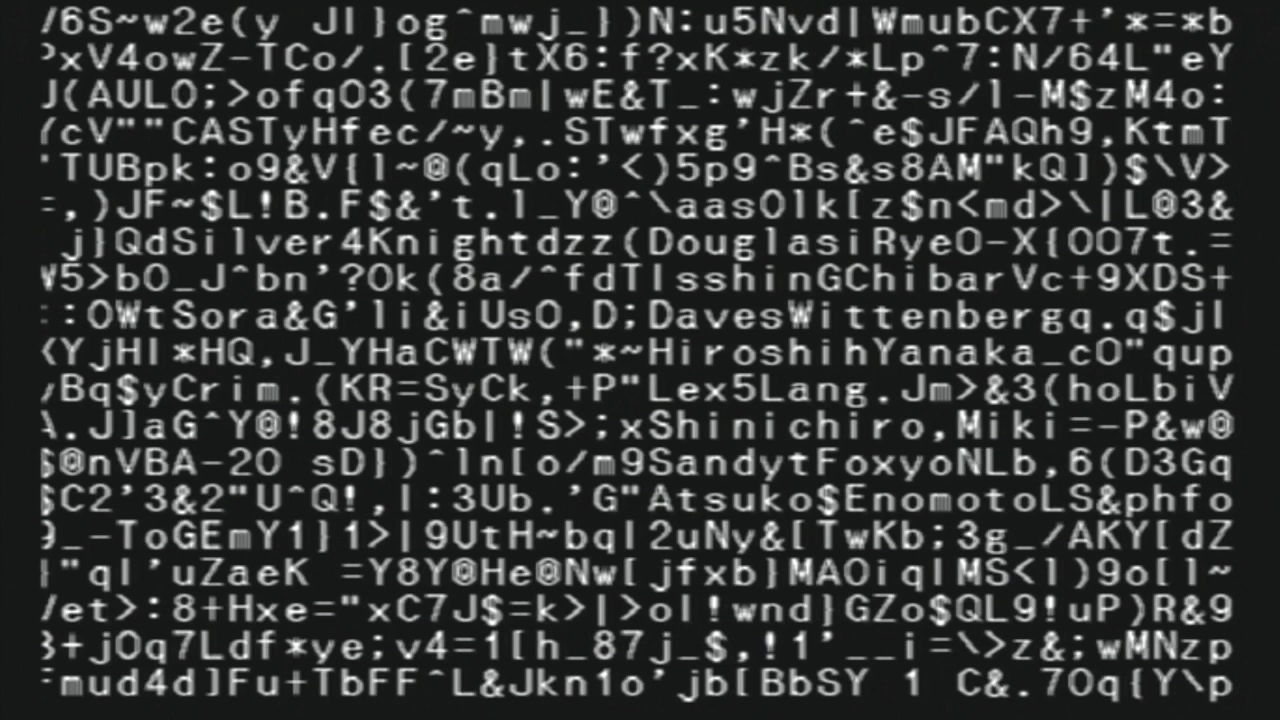 /6S~w2e(y Jl}og^mwj_})N:u5Nvd|WmubCX7+'*=*b
?xV4owZ-TCo/.[2e}tX6:f?xK*zk/*Lp^7:N/64L"eY
J(AULO;>ofqO3(7mBm|wE&T_:wjZr+&-s/l-M$zM4o:
/cV""CASTyHfec/~y,.STwfxg'H*(^e$JFAQh9,KtmT
'TUBpk:o9&V{l~@(qLo:'<)5p9^Bs&s8AM"kQ])$\V>
=,)JF~$L!B.F$&'t.l_Y@^\aasOlk[z$n<md>\|L@3&
j}QdSilver4Knightdzz(DouglasiRyeO-X{OO7t.=
V5>bO_J^bn'?Ok(8a/^fdTlsshinGChibarVc+9XDS+
::OWtSora&G'li&iUsO,D;DavesWittenbergq.q$jl
<YjHl*HQ,J_YHaCWTW("*~HiroshihYanaka_cO"qup
/Bq$yCrim.(KR=SyCk,+P"Lex5Lang.Jm>&3(hoLbiV
\.J]aG^Y@!8J8jGb|!S>;xShinichiro,Miki=-P&w@
$@nVBA-2O sD})^ln[o/m9SandytFoxyoNLb,6(D3Gq
$C2'3&2"U^Q!,l:3Ub.'G"Atsuko$EnomotoLS&phfo
9_-ToGEmY1}1>|9UtH~bql2uNy&[TwKb;3g_/AKY[dZ
}"ql'uZaeK =Y8Y@He@Nw[jfxb}MAOiqlMS<l)9o[l~
/et>:8+Hxe="xC7J$=k>|>ol!wnd}GZo$QL9!uP)R&9
3+jOq7Ldf*ye;v4=1[h_87j_$,!1'__i=\>z&;wMNzp
^mud4d]Fu+TbFF^L&Jkn1o'jb[BbSY 1 C&.7Oq{Y\p